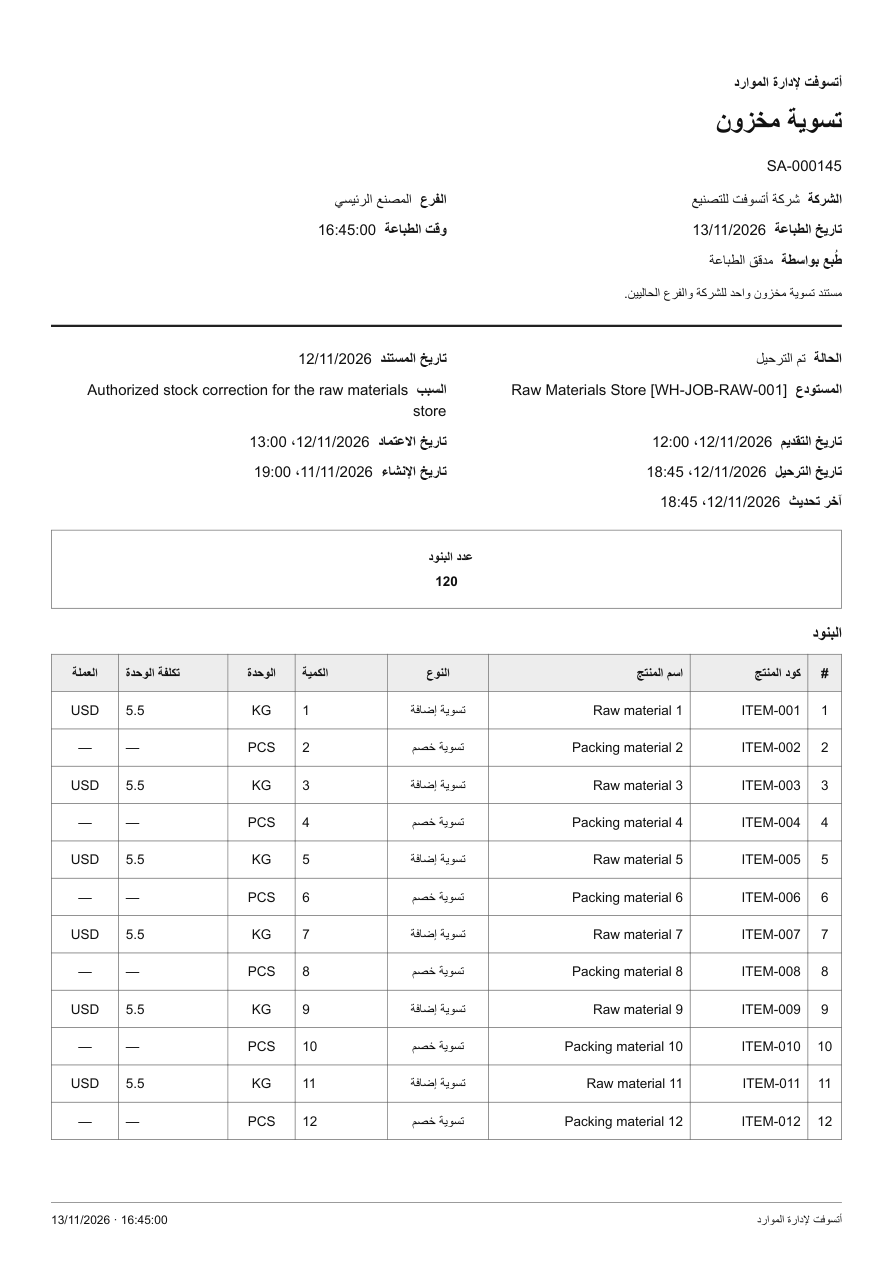 أتسوفت لإدارة الموارد
تسوية مخزون
SA-000145
الشركة شركة أتسوفت للتصنيع
الفرع المصنع الرئيسي
تاريخ الطباعة 13/11/2026
وقت الطباعة 16:45:00
طُبع بواسطة مدقق الطباعة
مستند تسوية مخزون واحد للشركة والفرع الحاليين.
الحالة تم الترحيل
تاريخ المستند 12/11/2026
المستودع Raw Materials Store [WH-JOB-RAW-001]
السبب Authorized stock correction for the raw materials
store
تاريخ التقديم 12/11/2026، 12:00
تاريخ الاعتماد 12/11/2026، 13:00
تاريخ الترحيل 12/11/2026، 18:45
تاريخ الإنشاء 11/11/2026، 19:00
آخر تحديث 12/11/2026، 18:45
عدد البنود
120
البنود
# كود المنتج اسم المنتج النوع الكمية الوحدة تكلفة الوحدة العملة
1 ITEM-001 Raw material 1 تسوية إضافة 1 KG 5.5 USD
2 ITEM-002 Packing material 2 تسوية خصم 2 PCS — —
3 ITEM-003 Raw material 3 تسوية إضافة 3 KG 5.5 USD
4 ITEM-004 Packing material 4 تسوية خصم 4 PCS — —
5 ITEM-005 Raw material 5 تسوية إضافة 5 KG 5.5 USD
6 ITEM-006 Packing material 6 تسوية خصم 6 PCS — —
7 ITEM-007 Raw material 7 تسوية إضافة 7 KG 5.5 USD
8 ITEM-008 Packing material 8 تسوية خصم 8 PCS — —
9 ITEM-009 Raw material 9 تسوية إضافة 9 KG 5.5 USD
10 ITEM-010 Packing material 10 تسوية خصم 10 PCS — —
11 ITEM-011 Raw material 11 تسوية إضافة 11 KG 5.5 USD
12 ITEM-012 Packing material 12 تسوية خصم 12 PCS — —
أتسوفت لإدارة الموارد
13/11/2026 · 16:45:00